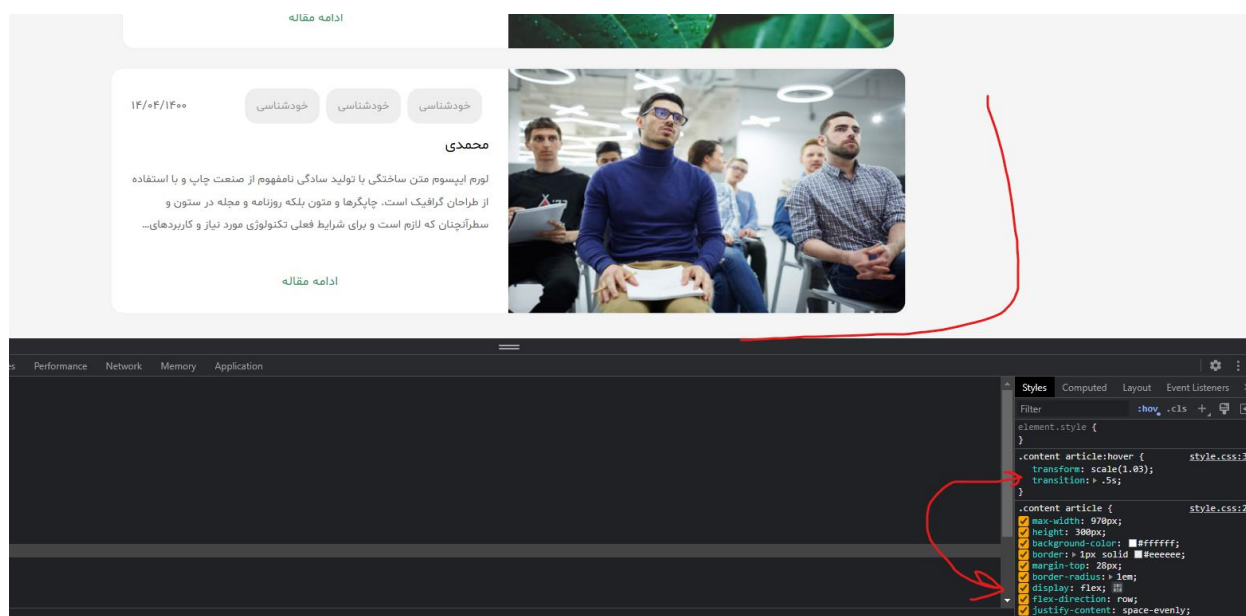 ادامه مقاله
خودشناسی
خودشناسی
خودشناسی
۱۴/۰۴/۱۴۰۰
محمدی
لورم ایپسوم متن ساختگی با تولید سادگی نامفهوم از صنعت چاپ و با استفاده
از طراحان گرافیک است. چاپگرها و متون بلکه روزنامه و مجله در ستون و
سطرآنچنان که لازم است و برای شرایط فعلی تکنولوژی مورد نیاز و کاربردهای...
ادامه مقاله
Performance Network Memory Application
Styles Computed Layout Event Listeners
Filter :hov .cls +
element.style {
}
.content article:hover { style.css:3
transform: scale(1.03);
transition: .5s;
}
.content article { style.css:2
max-width: 970px;
height: 300px;
background-color: #ffffff;
border: 1px solid #eeeeee;
margin-top: 28px;
border-radius: 1em;
display: flex;
flex-direction: row;
justify-content: space-evenly;